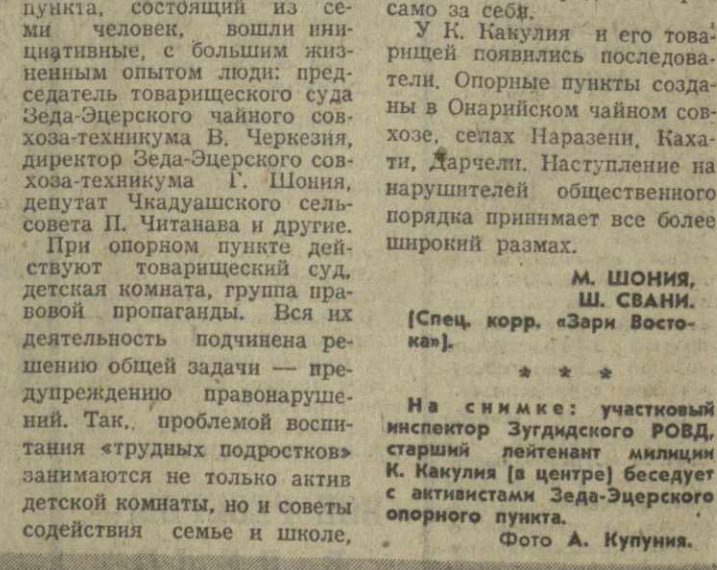 пункта, состоящий из се-
ми человек, вошли ини-
циативные, с большим жиз-
ненным опытом люди: пред-
седатель товарищеского суда
Зеда-Эцерского чайного сов-
хоза-техникума В. Черкезия,
директор Зеда-Эцерского сов-
хоза-техникума Г. Шония,
депутат Чкадуашского сель-
совета П. Читанава и другие.
При опорном пункте дей-
ствуют товарищеский суд,
детская комната, группа пра-
вовой пропаганды. Вся их
деятельность подчинена ре-
шению общей задачи — пре-
дупреждению правонаруше-
ний. Так, проблемой воспи-
тания «трудных подростков»
занимаются не только актив
детской комнаты, но и советы
содействия семье и школе,
само за себя.
У К. Какулия и его това-
рищей появились последова-
тели. Опорные пункты созда-
ны в Онарийском чайном сов-
хозе, селах Наразени, Каха-
ти, Дарчели. Наступление на
нарушителей общественного
порядка принимает все более
широкий размах.
М. ШОНИЯ,
Ш. СВАНИ.
(Спец. корр. «Зари Восто-
ка»).
* * *
На снимке: участковый
инспектор Зугдидского РОВД,
старший лейтенант милиции
К. Какулия (в центре) беседует
с активистами Зеда-Эцерского
опорного пункта.
Фото А. Купуния.